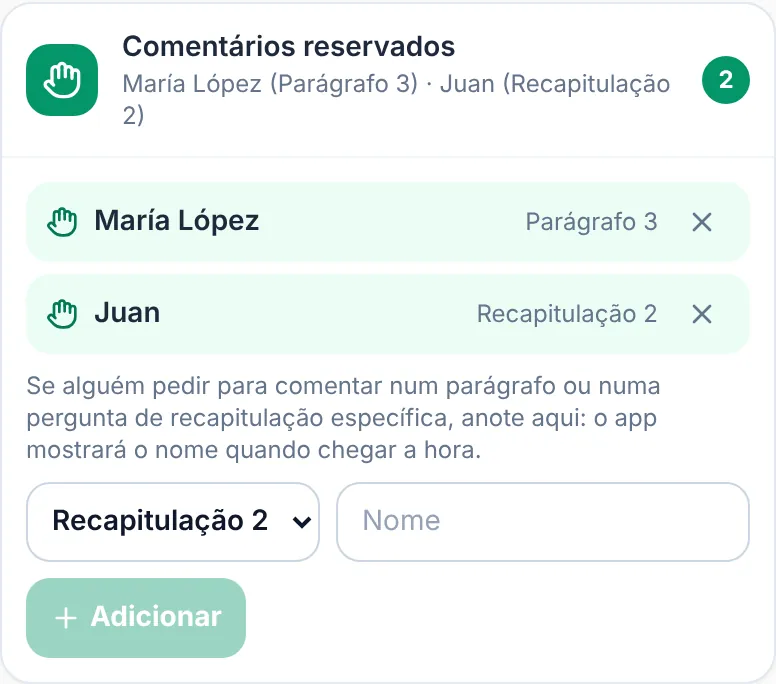 Comentários reservados
María López (Parágrafo 3) · Juan (Recapitulação
2)
2
María López Parágrafo 3
Juan Recapitulação 2
Se alguém pedir para comentar num parágrafo ou numa
pergunta de recapitulação específica, anote aqui: o app
mostrará o nome quando chegar a hora.
Recapitulação 2 Nome
+ Adicionar